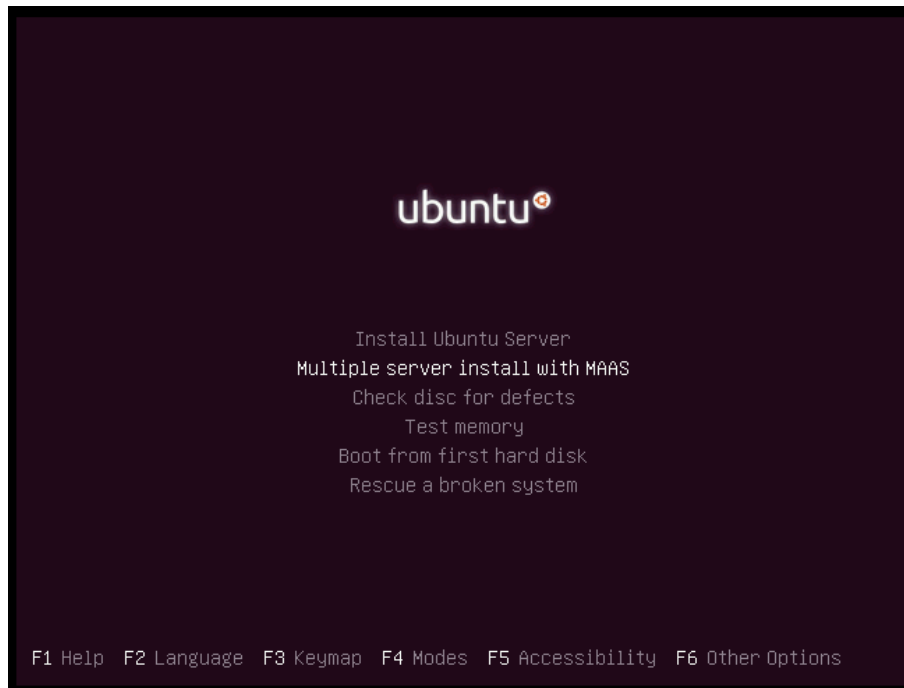 ubuntu
Install Ubuntu Server
Multiple server install with MAAS
Check disc for defects
Test memory
Boot from first hard disk
Rescue a broken system
F1 Help F2 Language F3 Keymap F4 Modes F5 Accessibility F6 Other Options